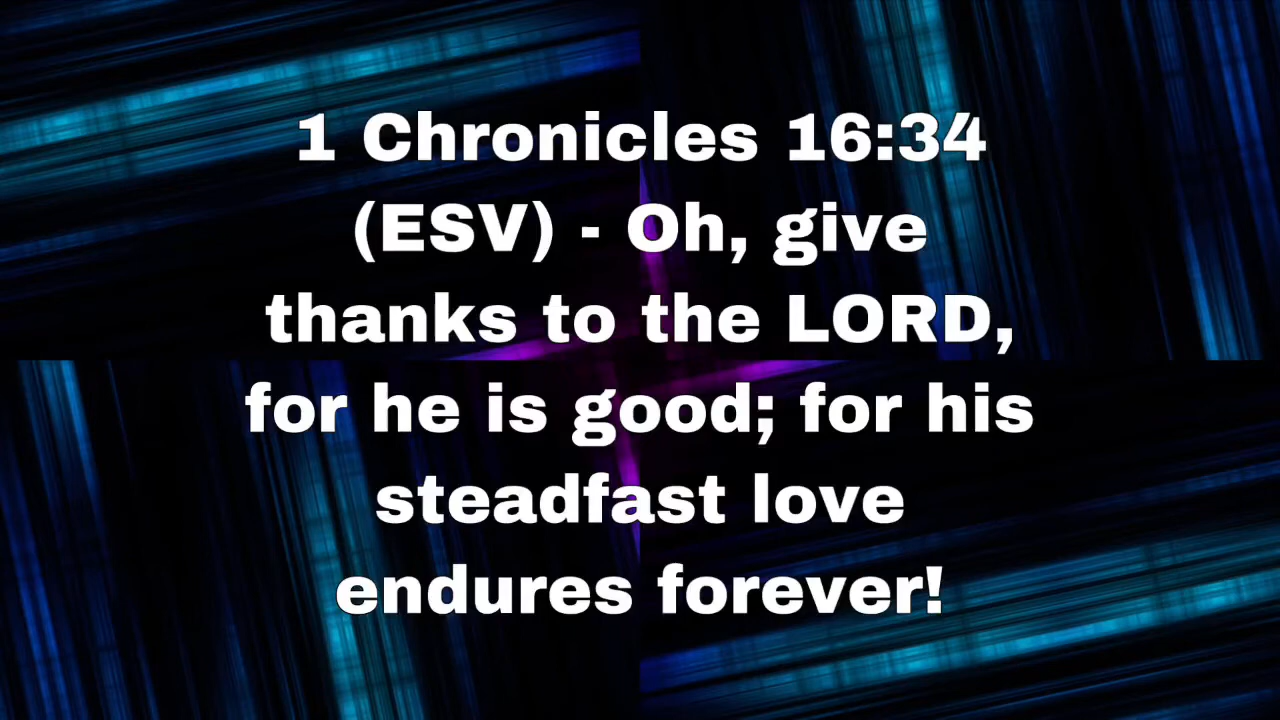 1 Chronicles 16:34
(ESV) - Oh, give
thanks to the LORD,
for he is good; for his
steadfast love
endures forever!